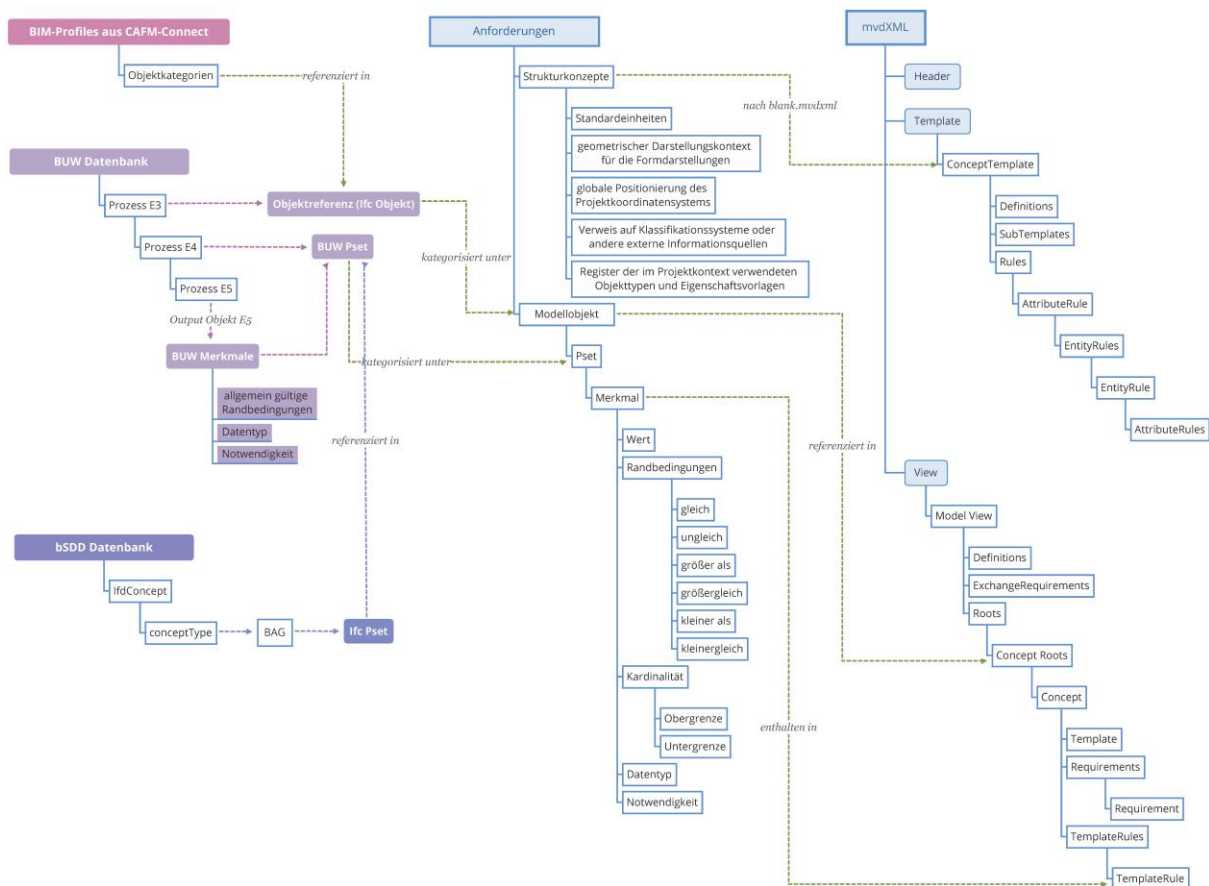 BIM-Profiles aus CAFM-Connect
Objektkategorien
referenziert in
BUW Datenbank
Prozess E3
Prozess E4
Prozess E5
Output Objekt E5
BUW Merkmale
allgemein gültige
Randbedingungen
Datentyp
Notwendigkeit
Objektreferenz (Ifc Objekt)
BUW Pset
kategorisiert unter
kategorisiert unter
referenziert in
bSDD Datenbank
IfdConcept
conceptType
BAG
Ifc Pset
Anforderungen
Strukturkonzepte
Standardeinheiten
geometrischer Darstellungskontext
für die Formdarstellungen
globale Positionierung des
Projektkoordinatensystems
Verweis auf Klassifikationssysteme oder
andere externe Informationsquellen
Register der im Projektkontext verwendeten
Objekttypen und Eigenschaftsvorlagen
Modellobjekt
Pset
Merkmal
Wert
Randbedingungen
gleich
ungleich
größer als
größergleich
kleiner als
kleinergleich
Kardinalität
Obergrenze
Untergrenze
Datentyp
Notwendigkeit
nach blank.mvdxml
referenziert in
enthalten in
mvdXML
Header
Template
ConceptTemplate
Definitions
SubTemplates
Rules
AttributeRule
EntityRules
EntityRule
AttributeRules
View
Model View
Definitions
ExchangeRequirements
Roots
Concept Roots
Concept
Template
Requirements
Requirement
TemplateRules
TemplateRule